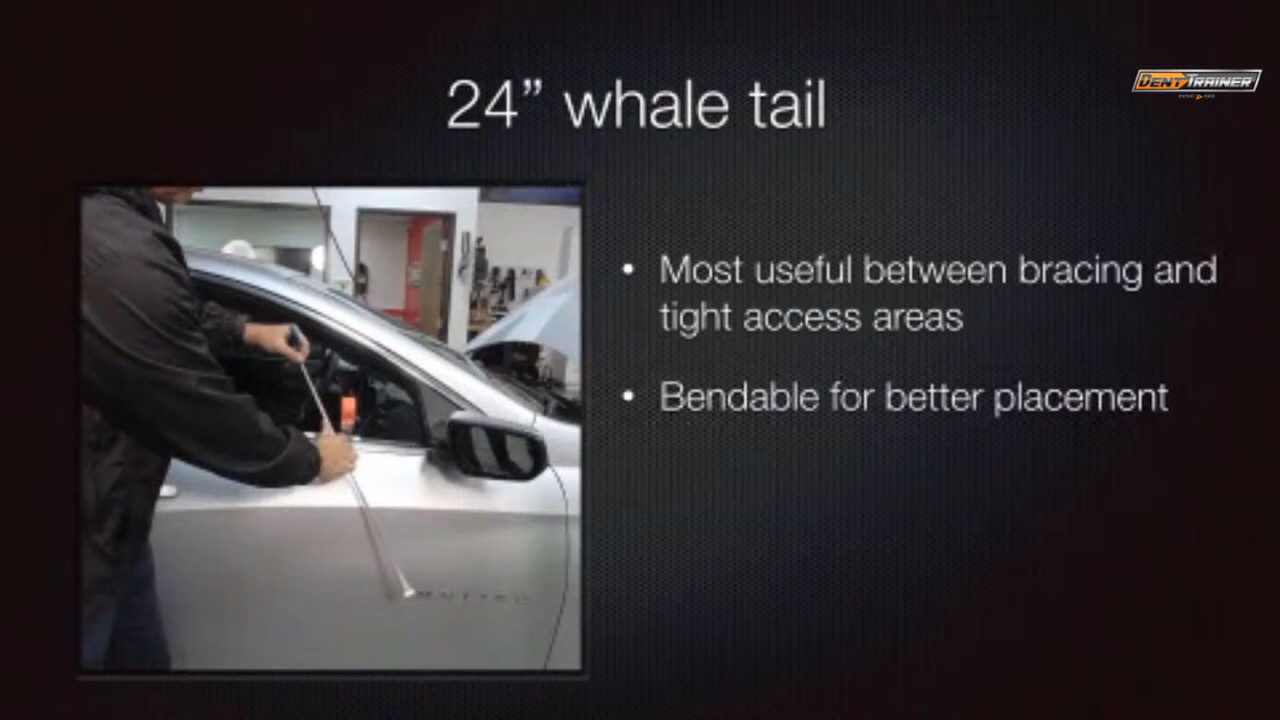 24” whale tail
DENT TRAINER
• Most useful between bracing and
tight access areas
• Bendable for better placement